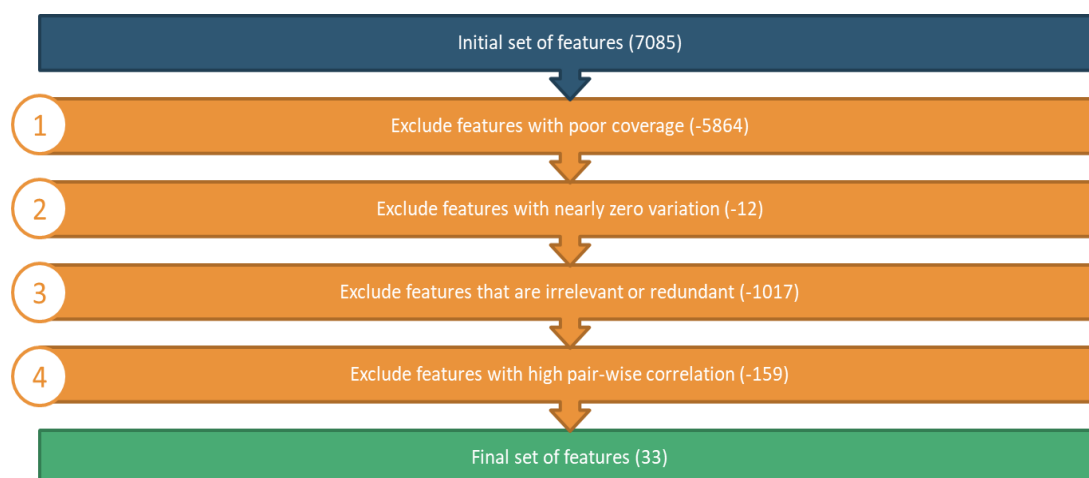 Initial set of features (7085)
1
Exclude features with poor coverage (-5864)
2
Exclude features with nearly zero variation (-12)
3
Exclude features that are irrelevant or redundant (-1017)
4
Exclude features with high pair-wise correlation (-159)
Final set of features (33)